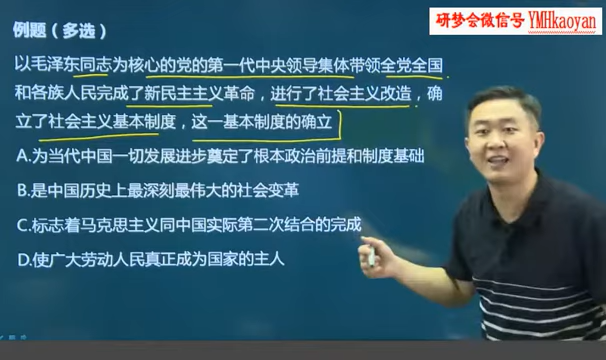 研梦会微信号 YMHkaoyan
例题（多选）
以毛泽东同志为核心的党的第一代中央领导集体带领全党全国
和各族人民完成了新民主主义革命，进行了社会主义改造，确
立了社会主义基本制度，这一基本制度的确立
A.为当代中国一切发展进步奠定了根本政治前提和制度基础
B.是中国历史上最深刻最伟大的社会变革
C.标志着马克思主义同中国实际第二次结合的完成
D.使广大劳动人民真正成为国家的主人